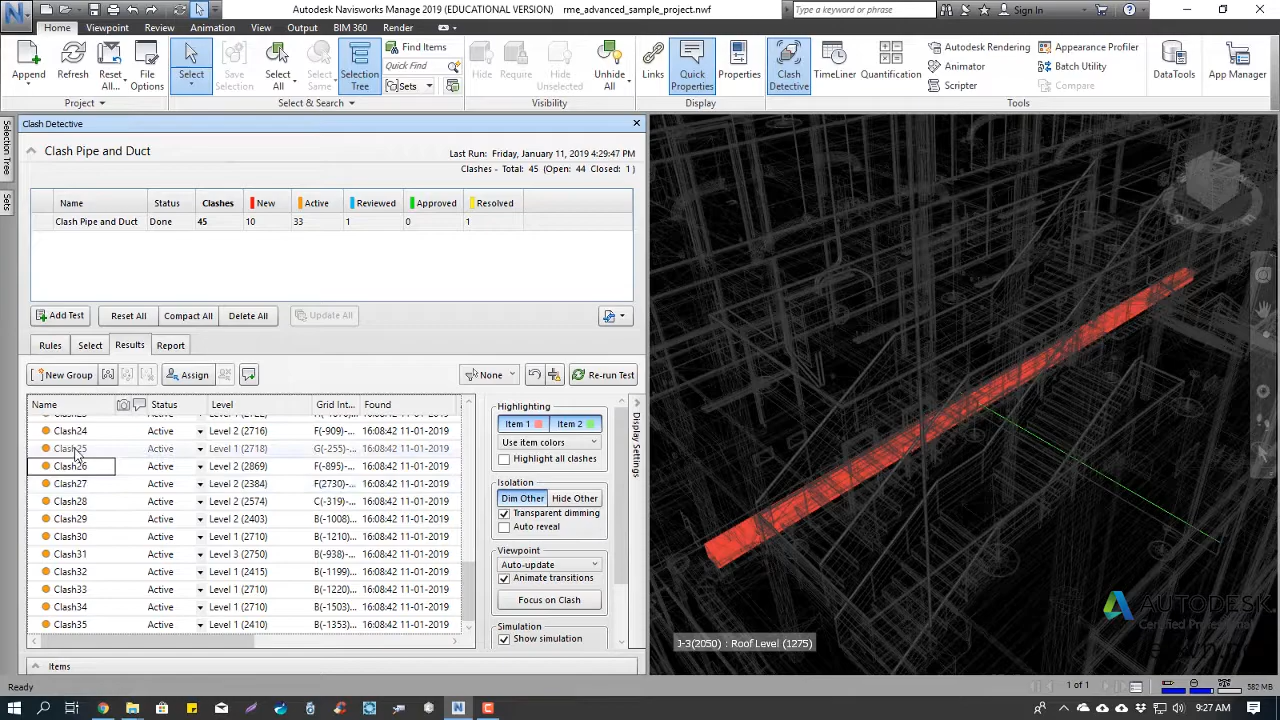 Autodesk Navisworks Manage 2019 (EDUCATIONAL VERSION) rme_advanced_sample_project.nwf
Type a keyword or phrase
Sign In
Home Viewpoint Review Animation View Output BIM 360 Render
Append
Refresh
Reset All...
File Options
Project
Select
Save Selection
Select All
Select Same
Selection Tree
Find Items
Quick Find
Sets
Select & Search
Hide
Require
Hide Unselected
Unhide All
Visibility
Links
Quick Properties
Properties
Display
Clash Detective
TimeLiner
Quantification
Autodesk Rendering
Animator
Scripter
Appearance Profiler
Batch Utility
Compare
Tools
DataTools
App Manager
Selection Tree
Sets
Clash Detective
Clash Pipe and Duct
Last Run: Friday, January 11, 2019 4:29:47 PM
Clashes - Total: 45 (Open: 44 Closed: 1 )
Name Status Clashes New Active Reviewed Approved Resolved
Clash Pipe and Duct Done 45 10 33 1 0 1
Add Test Reset All Compact All Delete All Update All
Rules Select Results Report
New Group Assign None Re-run Test
Name Status Level Grid Int... Found
Clash24 Active Level 2 (2716) F(-909)-... 16:08:42 11-01-2019
Clash25 Active Level 1 (2718) G(-255)-... 16:08:42 11-01-2019
Clash26 Active Level 2 (2869) F(-895)-... 16:08:42 11-01-2019
Clash27 Active Level 2 (2384) F(2730)-... 16:08:42 11-01-2019
Clash28 Active Level 2 (2574) C(-319)-... 16:08:42 11-01-2019
Clash29 Active Level 2 (2403) B(-1008)... 16:08:42 11-01-2019
Clash30 Active Level 1 (2710) B(-1009)... 16:08:42 11-01-2019
Clash31 Active Level 3 (2750) B(-938)-... 16:08:42 11-01-2019
Clash32 Active Level 1 (2415) B(-1199)... 16:08:42 11-01-2019
Clash33 Active Level 1 (2710) B(-1220)... 16:08:42 11-01-2019
Clash34 Active Level 1 (2710) B(-1503)... 16:08:42 11-01-2019
Clash35 Active Level 1 (2410) B(-1353)... 16:08:42 11-01-2019
Highlighting
Item 1 Item 2
Use item colors
Highlight all clashes
Isolation
Dim Other Hide Other
Transparent dimming
Auto reveal
Viewpoint
Auto-update
Animate transitions
Focus on Clash
Simulation
Show simulation
Display Settings
Items
J-3(2050) : Roof Level (1275)
AUTODESK
Certified Professional
Ready
1 of 1
582 MB
9:27 AM